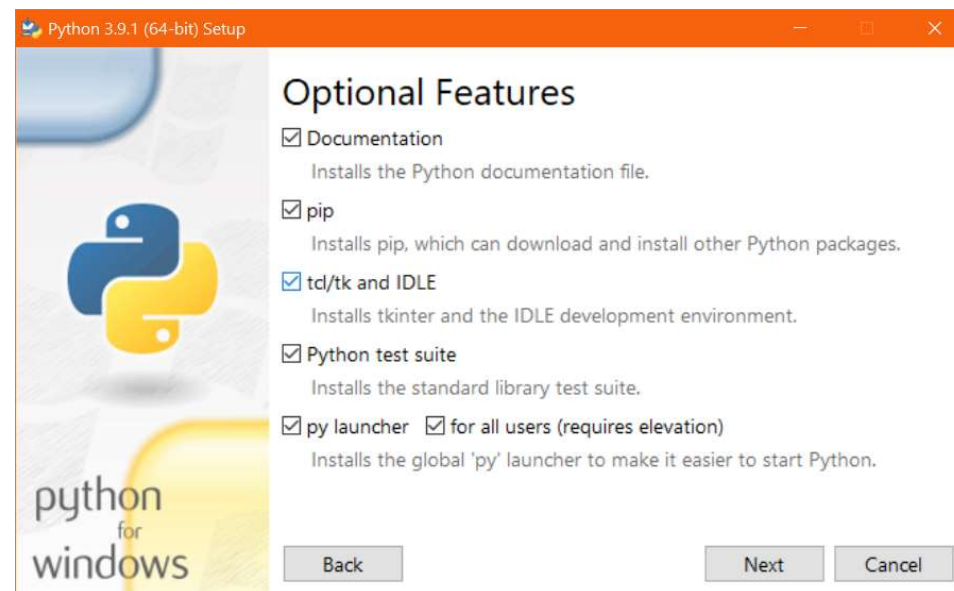 Python 3.9.1 (64-bit) Setup
Optional Features
Documentation
Installs the Python documentation file.
pip
Installs pip, which can download and install other Python packages.
tcl/tk and IDLE
Installs tkinter and the IDLE development environment.
Python test suite
Installs the standard library test suite.
py launcher for all users (requires elevation)
Installs the global 'py' launcher to make it easier to start Python.
python
for
windows
Back Next Cancel